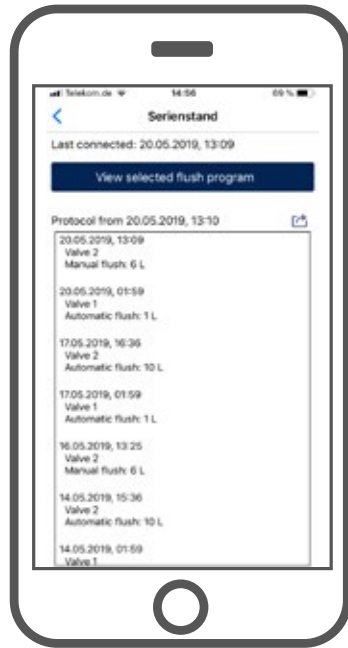 Telekom.de 14:56 69 %
Serienstand
Last connected: 20.05.2019, 13:09
View selected flush program
Protocol from 20.05.2019, 13:10
20.05.2019, 13:09
Valve 2
Manual flush: 6 L
20.05.2019, 01:59
Valve 1
Automatic flush: 1 L
17.05.2019, 16:36
Valve 2
Automatic flush: 10 L
17.05.2019, 01:59
Valve 1
Automatic flush: 1 L
16.05.2019, 13:25
Valve 2
Manual flush: 6 L
14.05.2019, 15:36
Valve 2
Automatic flush: 10 L
14.05.2019, 01:59
Valve 1